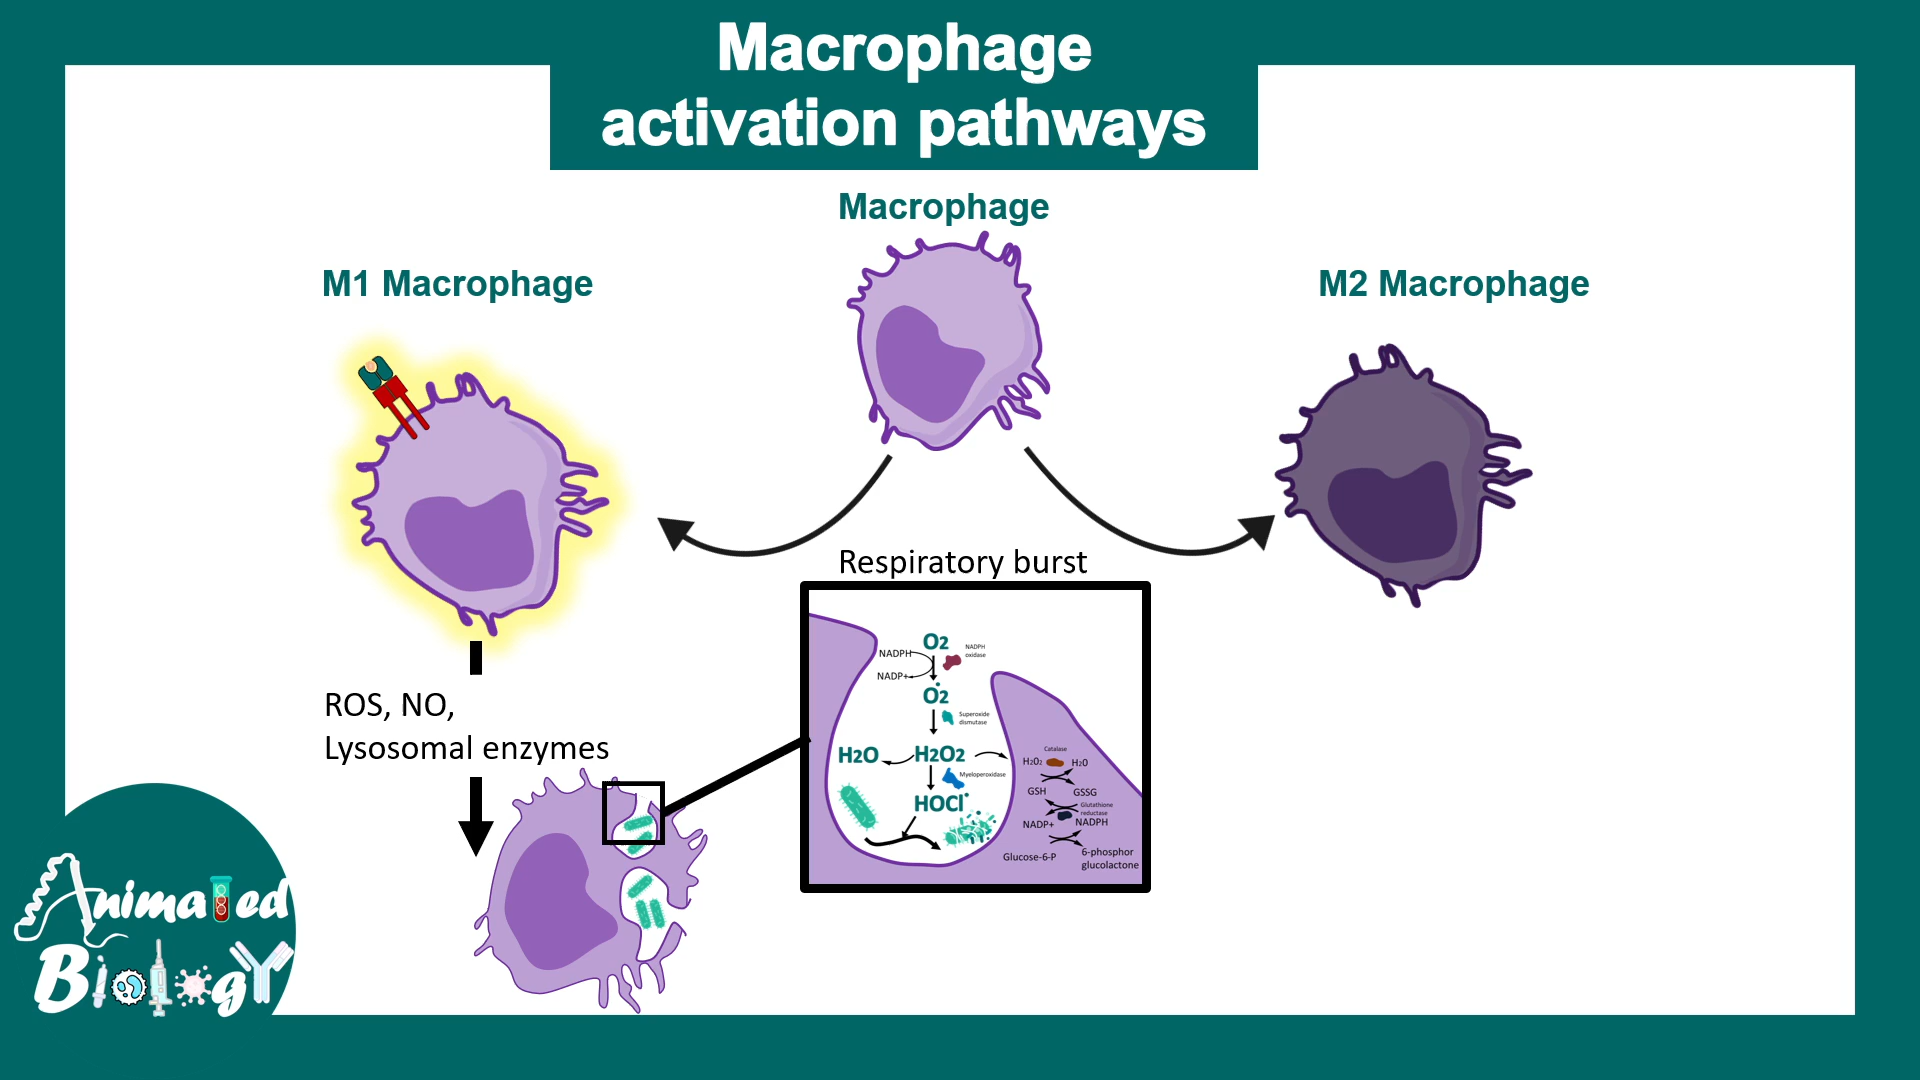 Macrophage
activation pathways
Macrophage
M1 Macrophage
M2 Macrophage
Respiratory burst
ROS, NO,
Lysosomal enzymes
O2
NADPH
NADPH
oxidase
NADP+
O2
Superoxide
dismutase
H2O
H2O2
Myeloperoxidase
HOCl
Catalase
H2O2
H2O
GSH
GSSG
Glutathione
reductase
NADP+
NADPH
Glucose-6-P
6-phosphor
glucolactone
Animated
Biology